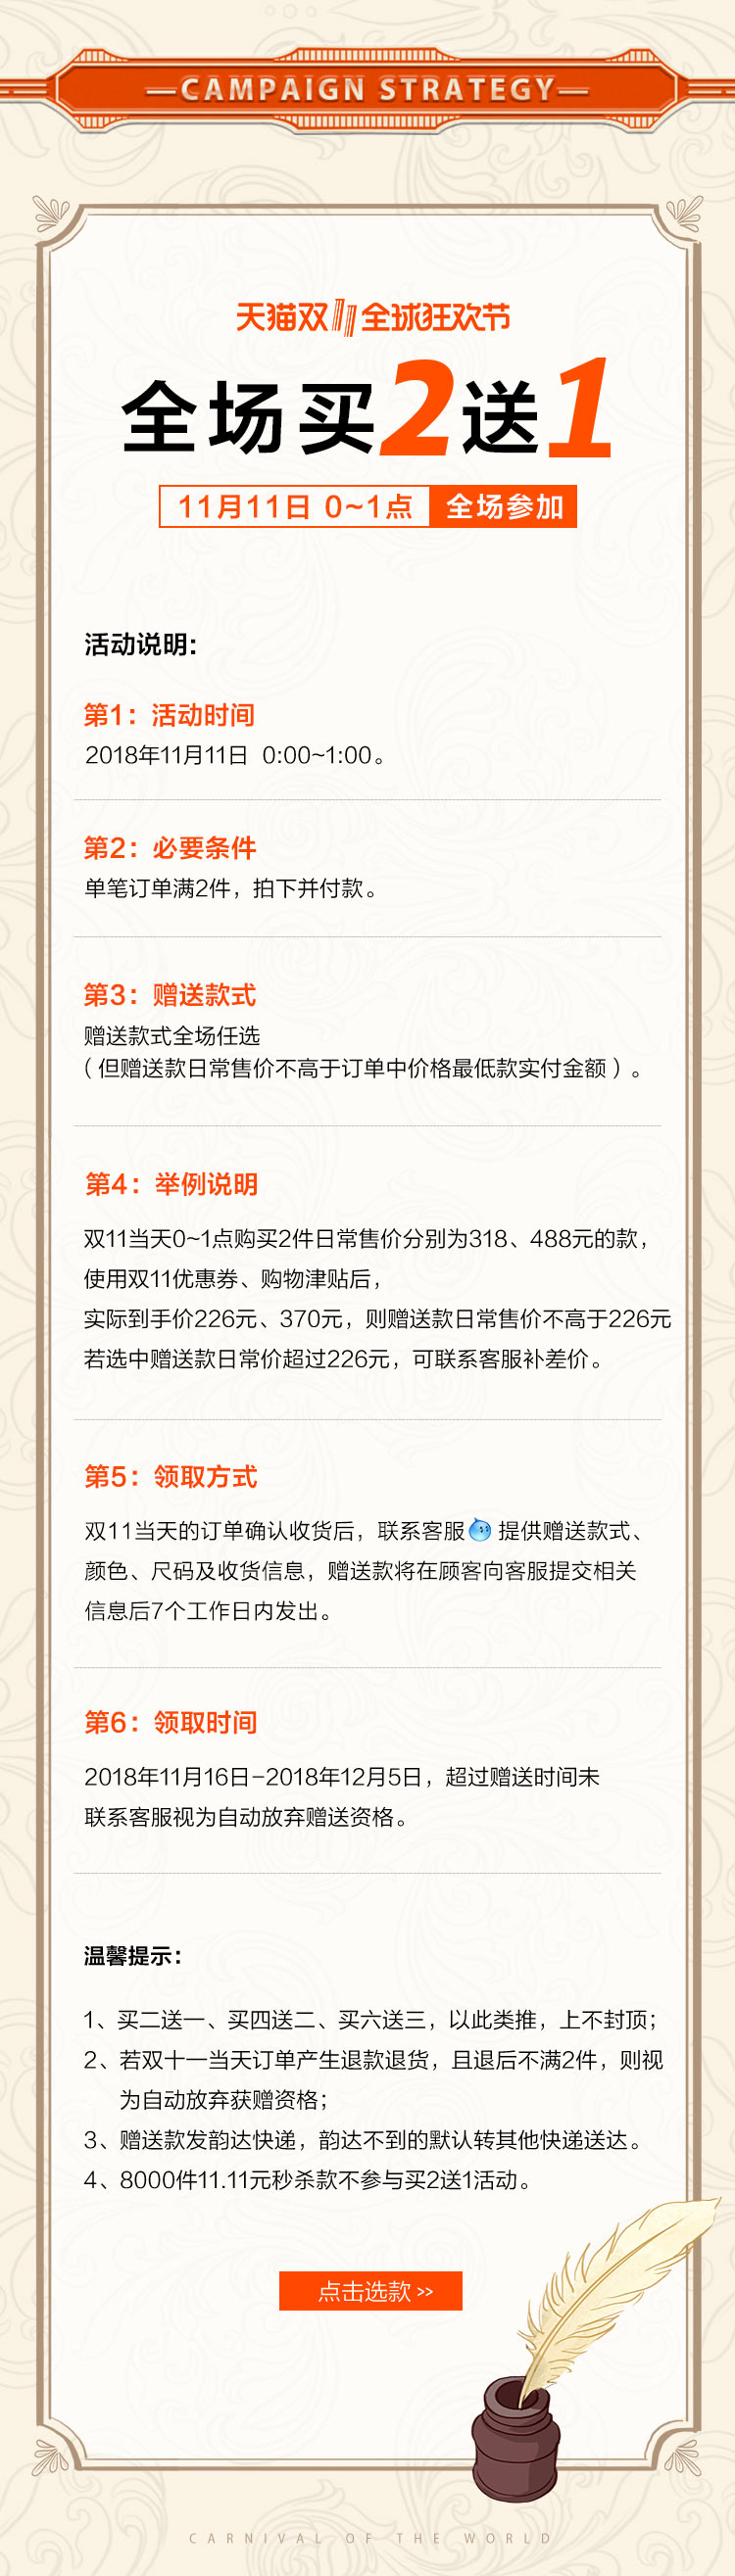 —CAMPAIGN STRATEGY—
天猫双11全球狂欢节
全场买2送1
11月11日 0~1点 全场参加
活动说明:
第1：活动时间
2018年11月11日 0:00~1:00。
第2：必要条件
单笔订单满2件，拍下并付款。
第3：赠送款式
赠送款式全场任选
（但赠送款日常售价不高于订单中价格最低款实付金额）。
第4：举例说明
双11当天0~1点购买2件日常售价分别为318、488元的款，
使用双11优惠券、购物津贴后，
实际到手价226元、370元，则赠送款日常售价不高于226元
若选中赠送款日常价超过226元，可联系客服补差价。
第5：领取方式
双11当天的订单确认收货后，联系客服 提供赠送款式、
颜色、尺码及收货信息，赠送款将在顾客向客服提交相关
信息后7个工作日内发出。
第6：领取时间
2018年11月16日-2018年12月5日，超过赠送时间未
联系客服视为自动放弃赠送资格。
温馨提示：
1、买二送一、买四送二、买六送三，以此类推，上不封顶；
2、若双十一当天订单产生退款退货，且退后不满2件，则视
为自动放弃获赠资格；
3、赠送款发韵达快递，韵达不到的默认转其他快递送达。
4、8000件11.11元秒杀款不参与买2送1活动。
点击选款 >>
CARNIVAL OF THE WORLD